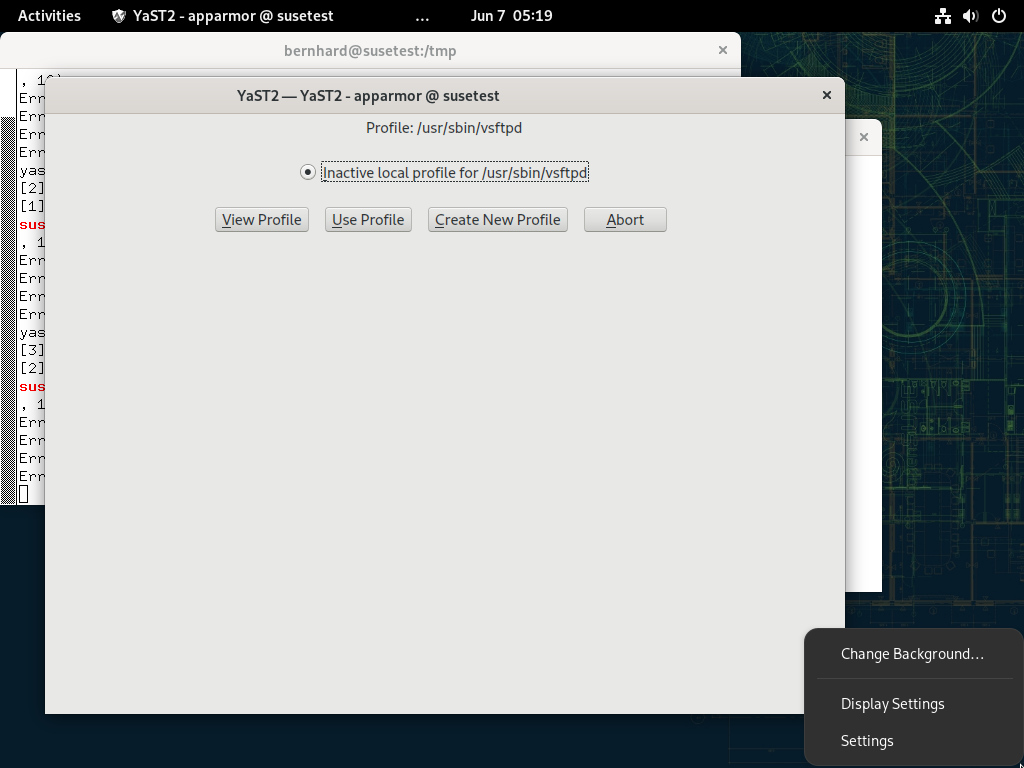 Activities YaST2 - apparmor @ susetest ... Jun 7 05:19
bernhard@susetest:/tmp
YaST2 — YaST2 - apparmor @ susetest
Profile: /usr/sbin/vsftpd
Inactive local profile for /usr/sbin/vsftpd
View Profile Use Profile Create New Profile Abort
Err
Err
Err
Err
yas
[2]
[1]
sus
, 1
Err
Err
Err
Err
yas
[3]
[2]
sus
, 1
Err
Err
Err
Err
Change Background...
Display Settings
Settings